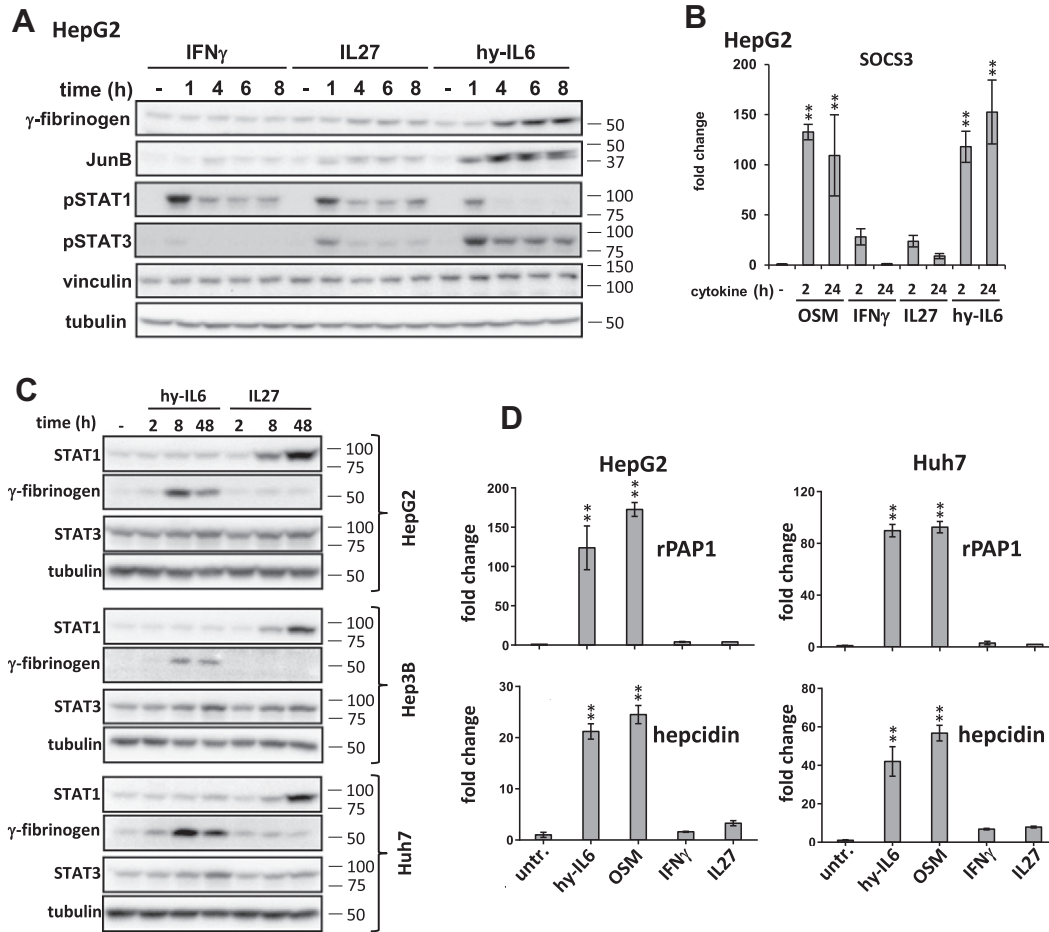 A HepG2
IFNγ IL27 hy-IL6
time (h) - 1 4 6 8 - 1 4 6 8 - 1 4 6 8
γ-fibrinogen 50
JunB 50
37
pSTAT1 100
75
pSTAT3 100
75
vinculin 150
100
tubulin 50
B
HepG2
SOCS3
fold change
200
150
100
50
0
** ** ** **
cytokine (h) - 2 24 2 24 2 24 2 24
OSM IFNγ IL27 hy-IL6
C
hy-IL6 IL27
time (h) - 2 8 48 2 8 48
STAT1 100
75
γ-fibrinogen 50
STAT3 100
75
tubulin 50
HepG2
STAT1 100
75
γ-fibrinogen 50
STAT3 100
75
tubulin 50
Hep3B
STAT1 100
75
γ-fibrinogen 50
STAT3 100
75
tubulin 50
Huh7
D
HepG2
fold change
200
150
100
50
0
** **
rPAP1
Huh7
fold change
120
80
40
0
** **
rPAP1
fold change
30
20
10
0
** **
hepcidin
untr. hy-IL6 OSM IFNγ IL27
fold change
80
60
40
20
0
** **
hepcidin
untr. hy-IL6 OSM IFNγ IL27